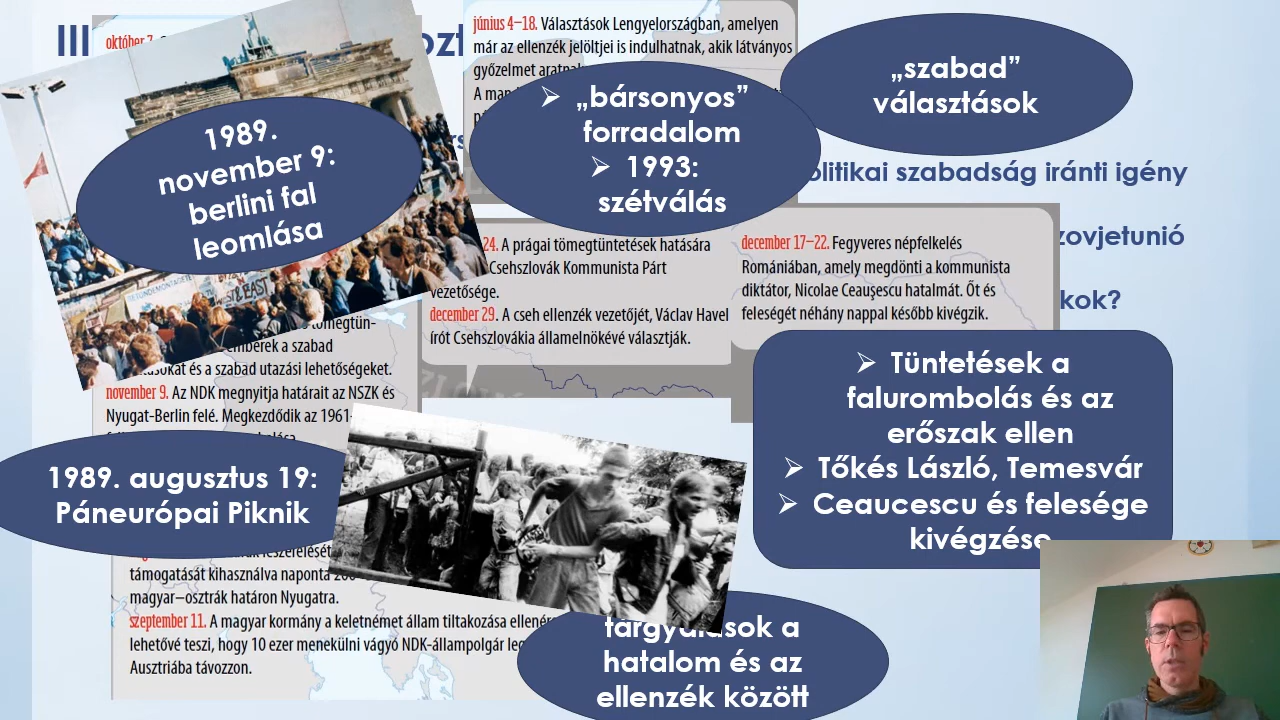 III
október 7.
június 4–18. Választások Lengyelországban, amelyen
már az ellenzék jelöltjei is indulhatnak, akik látványos
győzelmet
„szabad”
választások
„bársonyos”
forradalom
1993:
szétválás
1989.
november 9:
berlini fal
leomlása
szabadság iránti igény
kok?
24. A prágai tömegtüntetések hatására
Csehszlovák Kommunista Párt
vezetősége.
december 29. A cseh ellenzék vezetőjét, Václav Havel
írót Csehszlovákia államelnökévé választják.
december 17–22. Fegyveres népfelkelés
Romániában, amely megdönti a kommunista
diktátor, Nicolae Ceauşescu hatalmát. Őt és
feleségét néhány nappal később kivégzik.
a szabad
és a szabad utazási lehetőségeket.
november 9. Az NDK megnyitja határait az NSZK és
Nyugat-Berlin felé. Megkezdődik az 1961-
Tüntetések a
falurombolás és az
erőszak ellen
Tőkés László, Temesvár
Ceaucescu és felesége
kivégzése
1989. augusztus 19:
Páneurópai Piknik
támogatását kihasználva naponta
magyar–osztrák határon Nyugatra.
szeptember 11. A magyar kormány a keletnémet állam tiltakozása
lehetővé teszi, hogy 10 ezer menekülni vágyó NDK-állampolgár
Ausztriába távozzon.
tárgyalások a
hatalom és az
ellenzék között